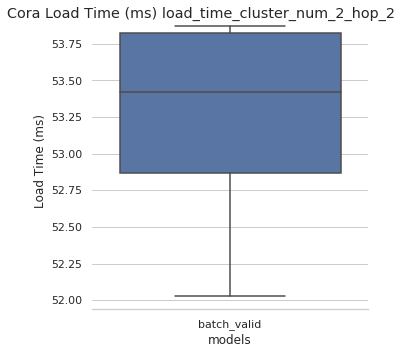 Cora Load Time (ms) load_time_cluster_num_2_hop_2
53.75
53.50
53.25
53.00
52.75
52.50
52.25
52.00
Load Time (ms)
batch_valid
models